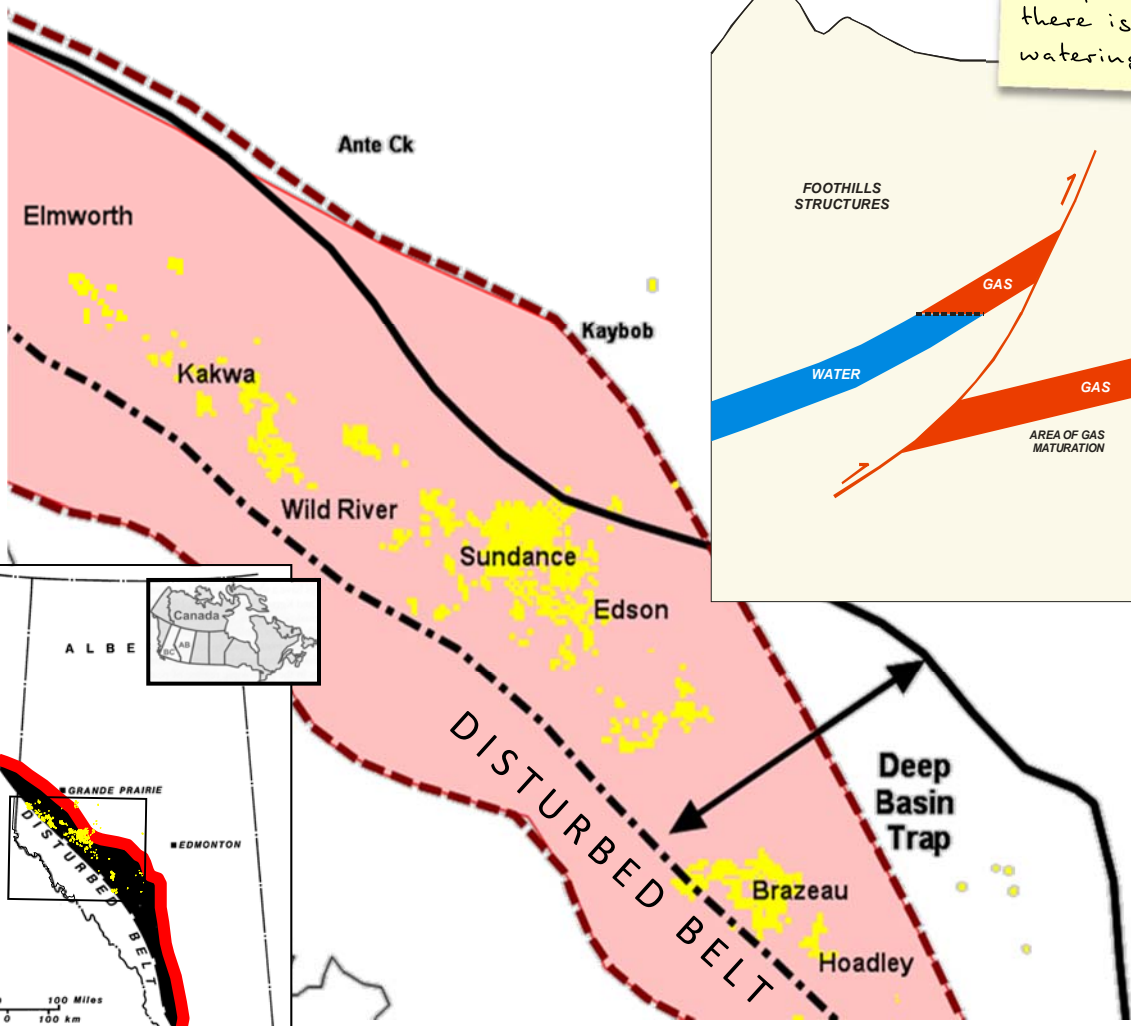 there is
watering
Ante Ck
FOOTHILLS
STRUCTURES
Elmworth
GAS
Kaybob
WATER
Kakwa
GAS
AREA OF GAS
MATURATION
Wild River
Sundance
Edson
Canada
BC
AB
A L B E
DISTURBED BELT
Deep
Basin
Trap
GRANDE PRAIRIE
EDMONTON
DISTURBED BELT
Brazeau
Hoadley
100 Miles
0 100 km